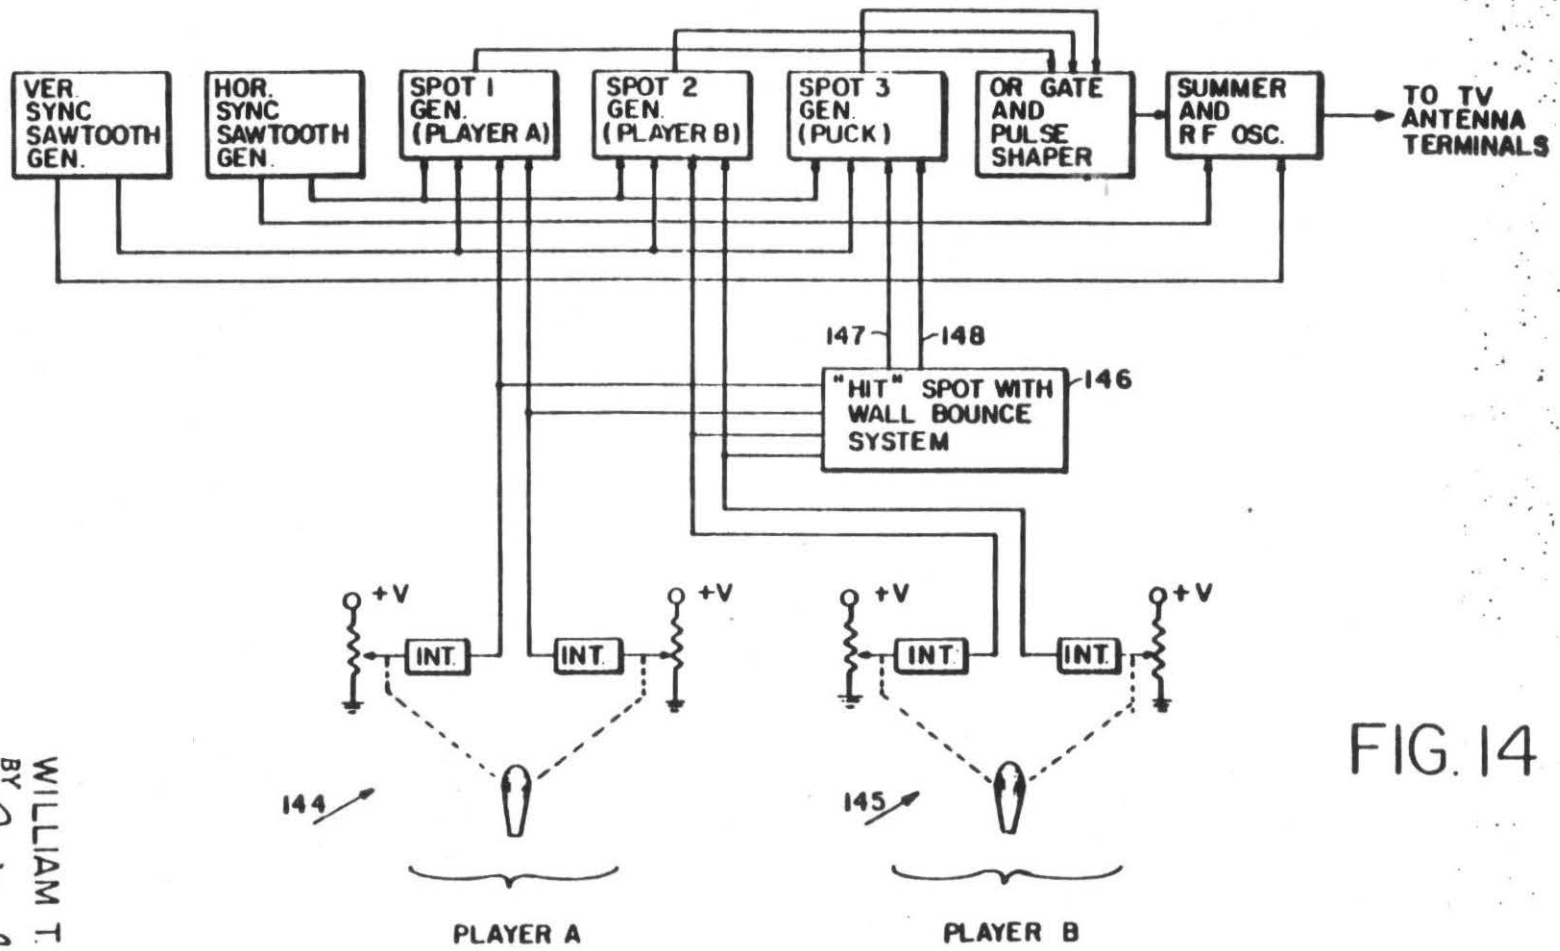 VER.
SYNC
SAWTOOTH
GEN.
HOR.
SYNC
SAWTOOTH
GEN.
SPOT 1
GEN.
(PLAYER A)
SPOT 2
GEN.
(PLAYER B)
SPOT 3
GEN.
(PUCK)
OR GATE
AND
PULSE
SHAPER
SUMMER
AND
RF OSC.
TO TV
ANTENNA
TERMINALS
147
148
"HIT" SPOT WITH
WALL BOUNCE
SYSTEM
146
+V
+V
+V
+V
INT.
INT.
INT.
INT.
144
145
FIG. 14
PLAYER A
PLAYER B
WILLIAM T.
BY